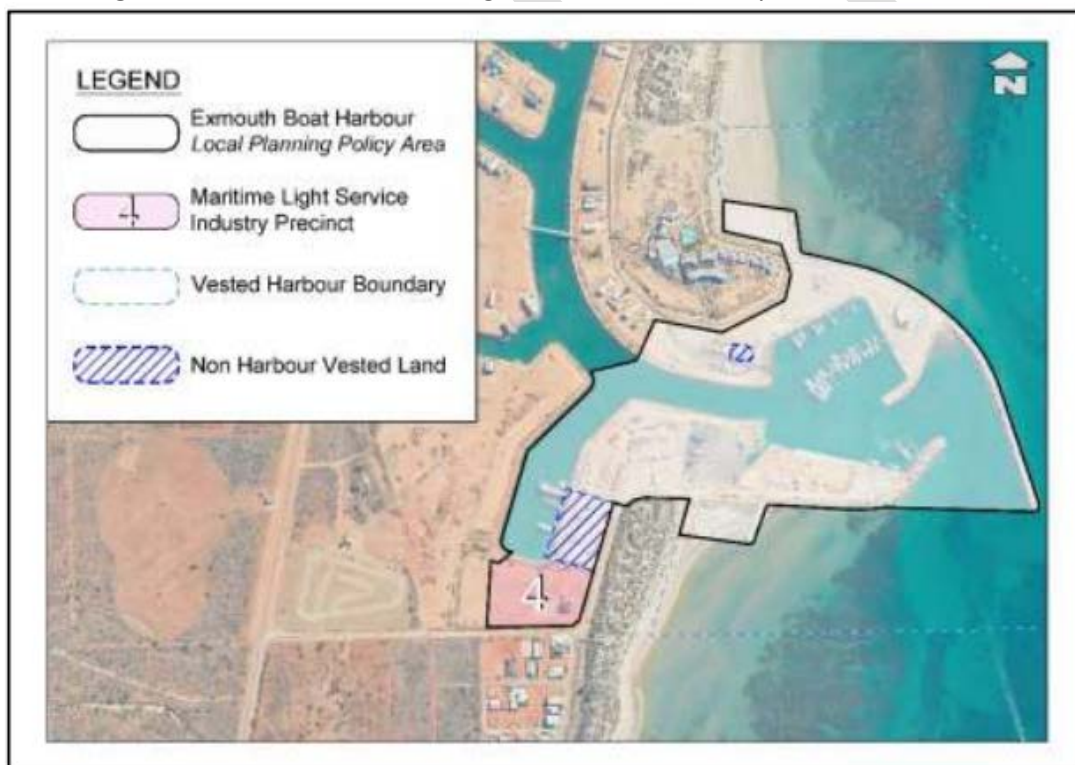 LEGEND
Exmouth Boat Harbour
Local Planning Policy Area
4
Maritime Light Service
Industry Precinct
Vested Harbour Boundary
Non Harbour Vested Land
N
4